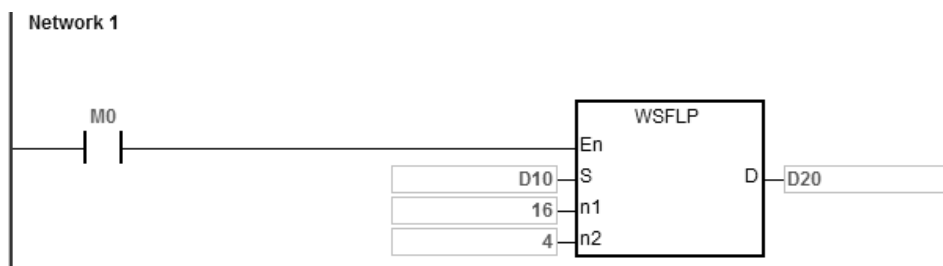 Network 1
M0
WSFLP
En
D10 S D D20
16 n1
4 n2